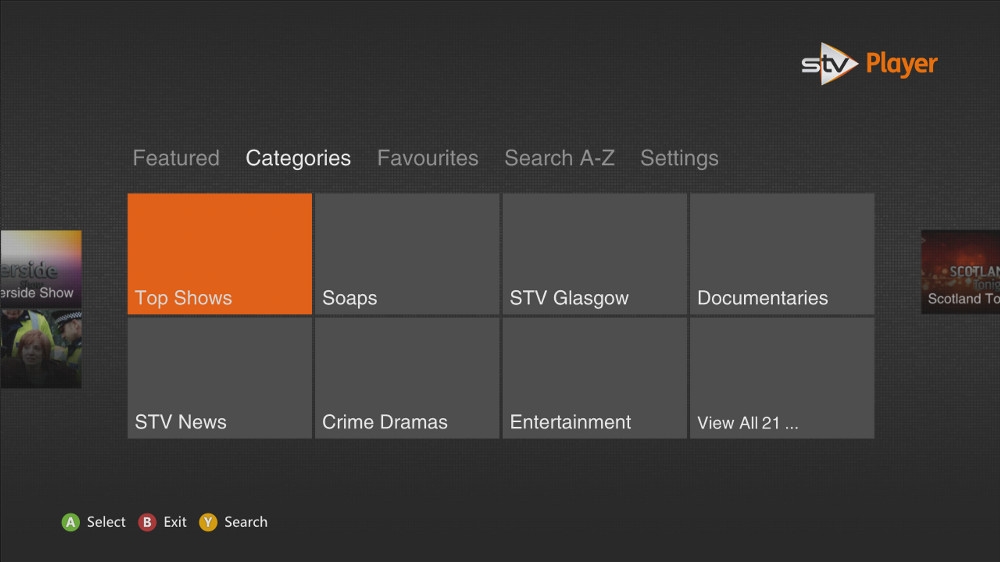 stv Player
Featured Categories Favourites Search A-Z Settings
erside
erside Show
Top Shows Soaps STV Glasgow Documentaries
SCOTLAN
Tonig
Scotland To
STV News Crime Dramas Entertainment View All 21 ...
A Select B Exit Y Search